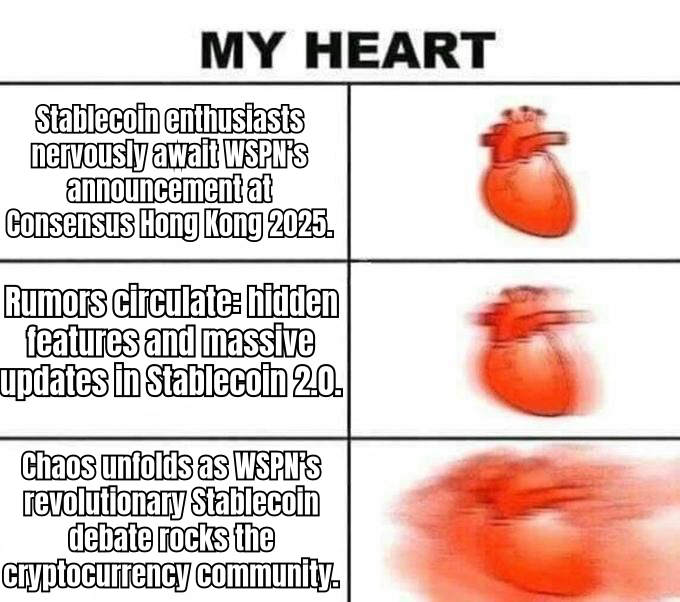 MY HEART
Stablecoin enthusiasts
nervously await WSPN's
announcement at
Consensus Hong Kong 2025.
Rumors circulate: hidden
features and massive
updates in Stablecoin 2.0.
Chaos unfolds as WSPN's
revolutionary Stablecoin
debate rocks the
cryptocurrency community.